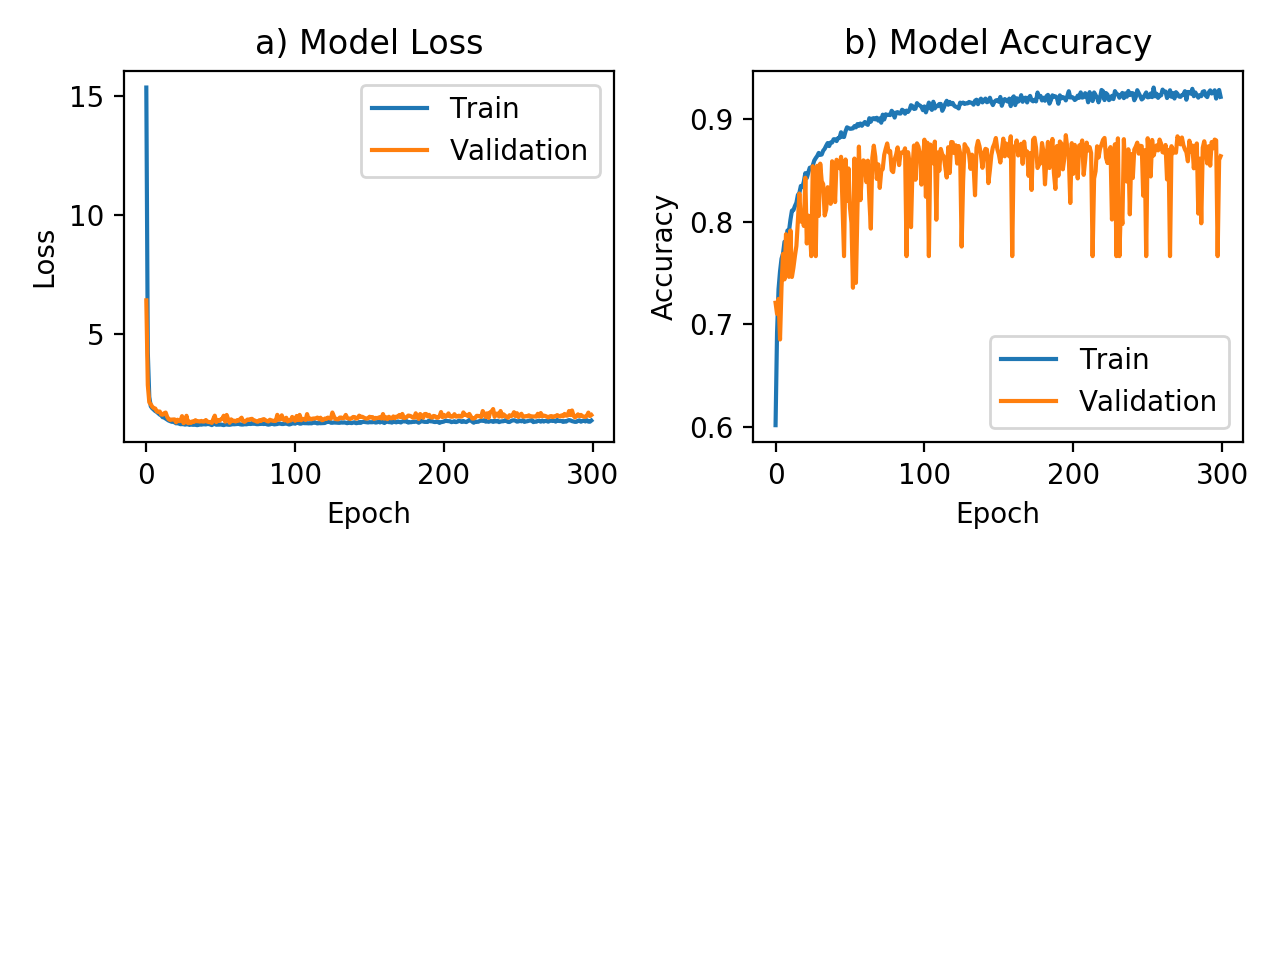 a) Model Loss
15
10
5
Loss
Train
Validation
0
100
200
300
Epoch
b) Model Accuracy
0.9
0.8
0.7
0.6
Accuracy
Train
Validation
0
100
200
300
Epoch